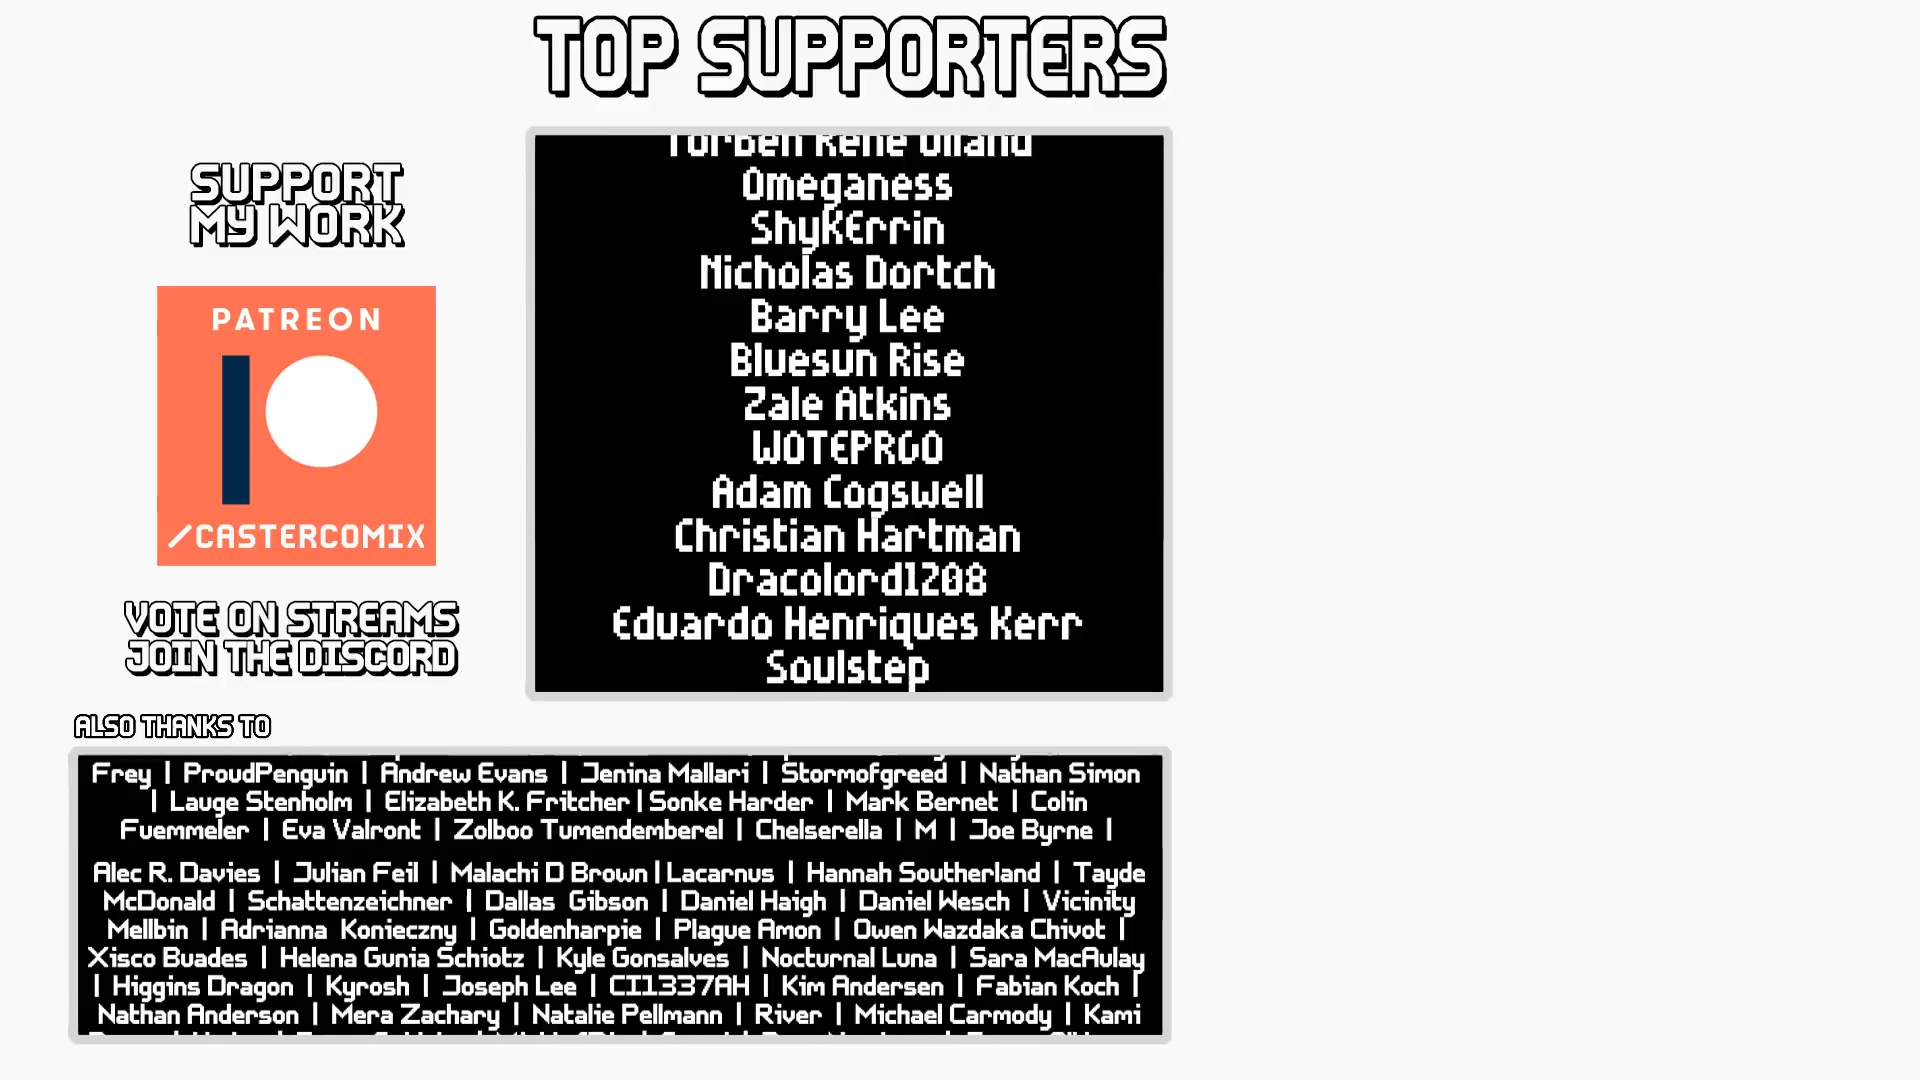 TOP SUPPORTERS
SUPPORT
MY WORK
PATREON
/CASTERCOMIX
VOTE ON STREAMS
JOIN THE DISCORD
Omeganess
ShyKErrin
Nicholas Dortch
Barry Lee
Bluesun Rise
Zale Atkins
WOTEPRGO
Adam Cogswell
Christian Hartman
Dracolord1208
Eduardo Henriques Kerr
Soulstep
ALSO THANKS TO
Frey | ProudPenguin | Andrew Evans | Jenina Mallari | Stormofgreed | Nathan Simon
| Lauge Stenholm | Elizabeth K. Fritcher | Sonke Harder | Mark Bernet | Colin
Fuemmeler | Eva Valront | Zolboo Tumendemberel | Chelserella | M | Joe Byrne |
Alec R. Davies | Julian Feil | Malachi D Brown | Lacarnus | Hannah Southerland | Tayde
McDonald | Schattenzeichner | Dallas Gibson | Daniel Haigh | Daniel Wesch | Vicinity
Mellbin | Adrianna Konieczny | Goldenharpie | Plague Amon | Owen Wazdaka Chivot |
Xisco Buades | Helena Gunia Schiotz | Kyle Gonsalves | Nocturnal Luna | Sara MacAulay
| Higgins Dragon | Kyrosh | Joseph Lee | CI1337AH | Kim Andersen | Fabian Koch |
Nathan Anderson | Mera Zachary | Natalie Pellmann | River | Michael Carmody | Kami